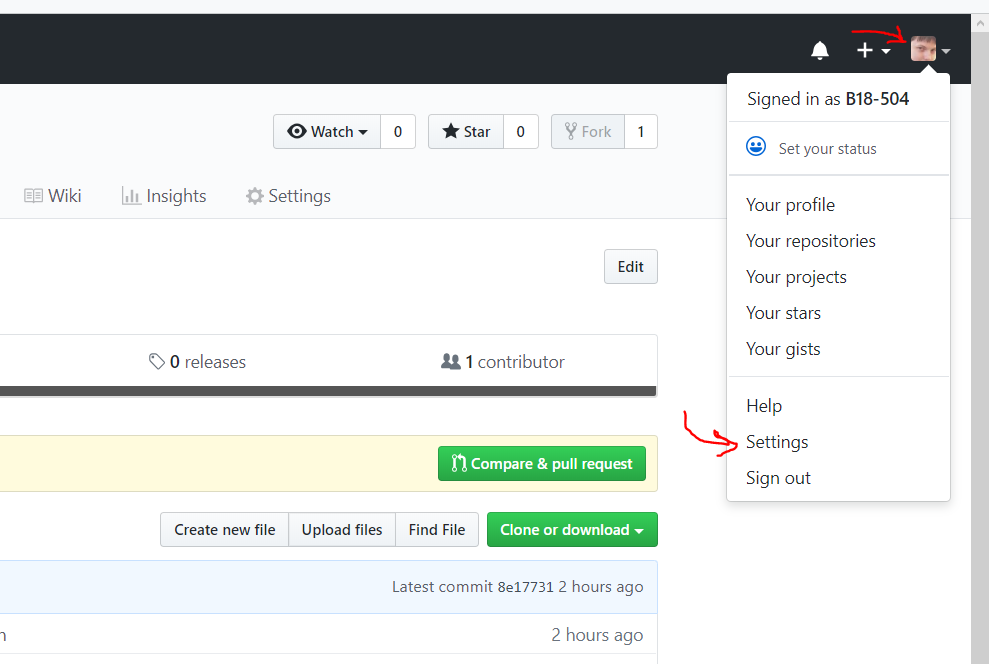 Signed in as B18-504
Set your status
Your profile
Your repositories
Your projects
Your stars
Your gists
Help
Settings
Sign out
Watch 0 Star 0 Fork 1
Wiki Insights Settings
Edit
0 releases 1 contributor
Compare & pull request
Create new file Upload files Find File Clone or download
Latest commit 8e17731 2 hours ago
n 2 hours ago